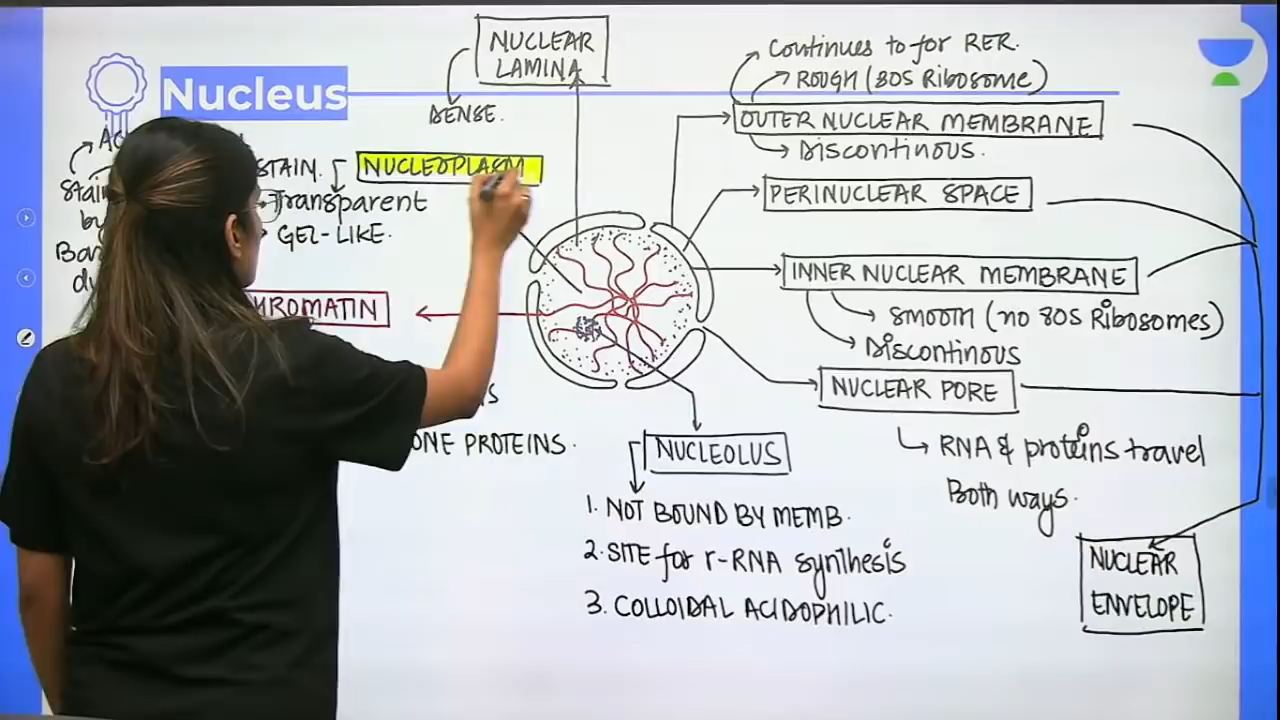 Nucleus
NUCLEAR
LAMINA
DENSE.
STAIN.
NUCLEOPLASM
Transparent
GEL-LIKE.
by
HROMATIN
ONE PROTEINS.
Continues to for RER.
ROUGH (80S Ribosome)
OUTER NUCLEAR MEMBRANE
Discontinous.
PERINUCLEAR SPACE
INNER NUCLEAR MEMBRANE
SMOOTH (no 80S Ribosomes)
Discontinous
NUCLEAR PORE
RNA & proteins travel
Both ways.
NUCLEOLUS
1. NOT BOUND BY MEMB.
2. SITE for r-RNA synthesis
3. COLLOIDAL ACIDOPHILIC.
NUCLEAR
ENVELOPE